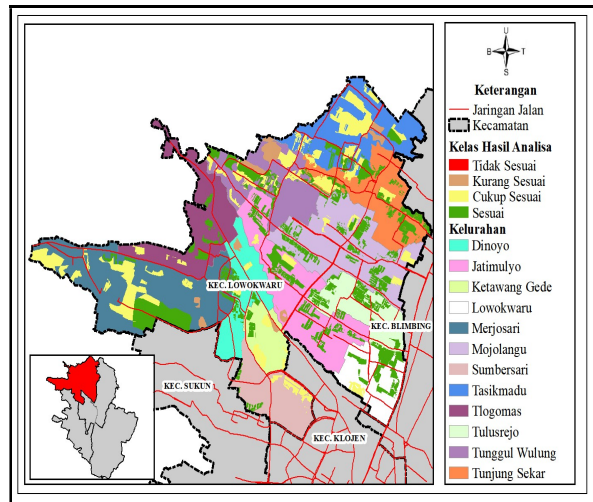 KEC. LOWOKWARU
KEC. BLIMBING
KEC. SUKUN
KEC. KLOJEN
U
B T
S
Keterangan
Jaringan Jalan
Kecamatan
Kelas Hasil Analisa
Tidak Sesuai
Kurang Sesuai
Cukup Sesuai
Sesuai
Kelurahan
Dinoyo
Jatimulyo
Ketawang Gede
Lowokwaru
Merjosari
Mojolangu
Sumbersari
Tasikmadu
Tlogomas
Tulusrejo
Tunggul Wulung
Tunjung Sekar